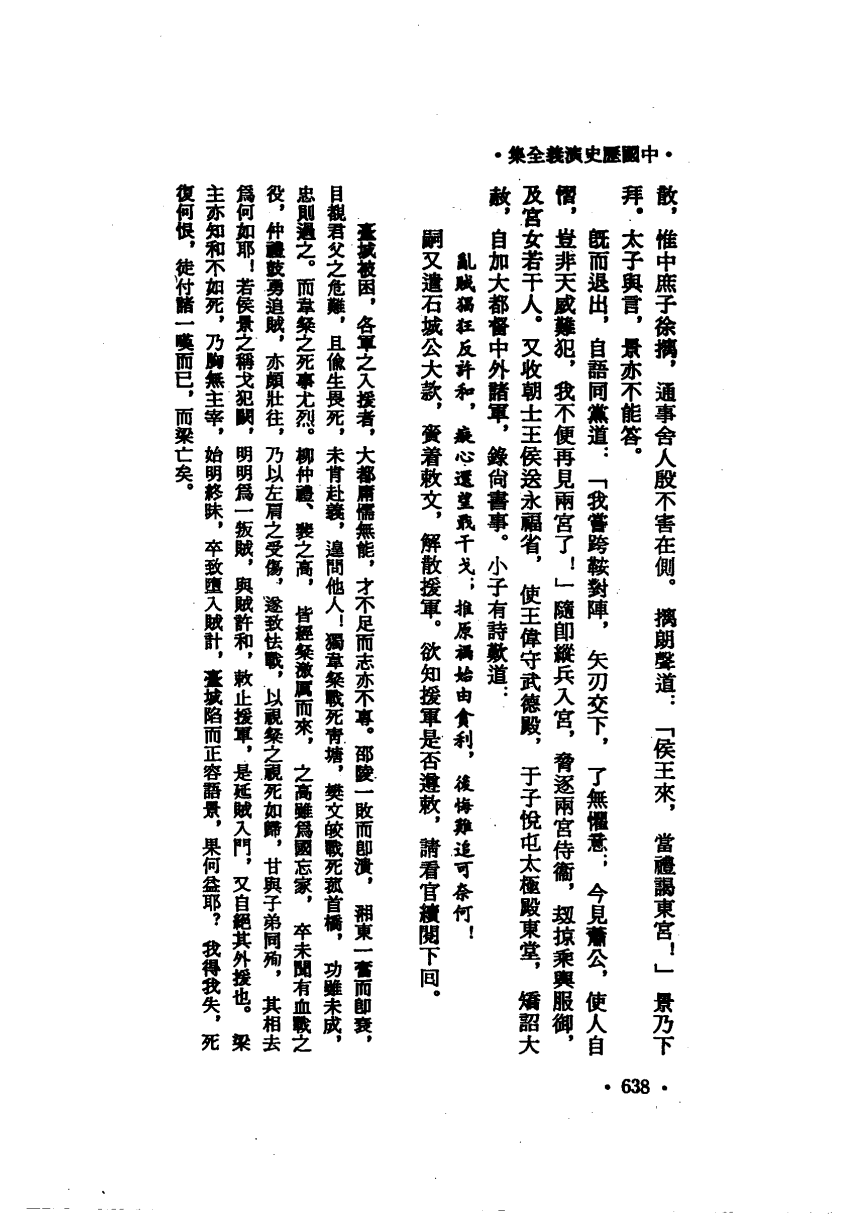 •中國歷史演義全集•
散，惟中庶子徐摛，通事舍人殷不害在側。摛朗聲道：「侯王來，當禮謁東宮！」景乃下
拜。太子與言，景亦不能答。
既而退出，自語同黨道：「我嘗跨鞍對陣，矢刃交下，了無懼意；今見蕭公，使人自
慴，豈非天威難犯，我不便再見兩宮了！」隨卽縱兵入宮，脅逐兩宮侍衞，刼掠乘輿服御，
及宮女若干人。又收朝士王侯送永福省，使王偉守武德殿，于子悅屯太極殿東堂，矯詔大
赦，自加大都督中外諸軍，錄尙書事。小子有詩歎道：
亂賊猖狂反許和，癡心還望戢干戈；推原禍始由貪利，後悔難追可奈何！
嗣又遣石城公大款，齎着敕文，解散援軍。欲知援軍是否遵敕，請看官續閱下回。
臺城被困，各軍之入援者，大都庸懦無能，才不足而志亦不專。邵陵一敗而卽潰，湘東一奮而卽衰，
目覩君父之危難，且偸生畏死，未肯赴義，遑問他人！獨韋粲戰死靑塘，樊文皎戰死菰首橋，功雖未成，
忠則過之。而韋粲之死事尤烈。柳仲禮、裴之高，皆經粲激厲而來，之高雖爲國忘家，卒未聞有血戰之
役，仲禮鼓勇追賊，亦頗壯往，乃以左肩之受傷，遂致怯戰，以視粲之視死如歸，甘與子弟同殉，其相去
爲何如耶！若侯景之稱戈犯闕，明明爲一叛賊，與賊許和，敕止援軍，是延賊入門，又自絕其外援也。梁
主亦知和不如死，乃胸無主宰，始明終昧，卒致墮入賊計，臺城陷而正容語景，果何益耶？我得我失，死
復何恨，徒付諸一嘆而已，而梁亡矣。
•638•